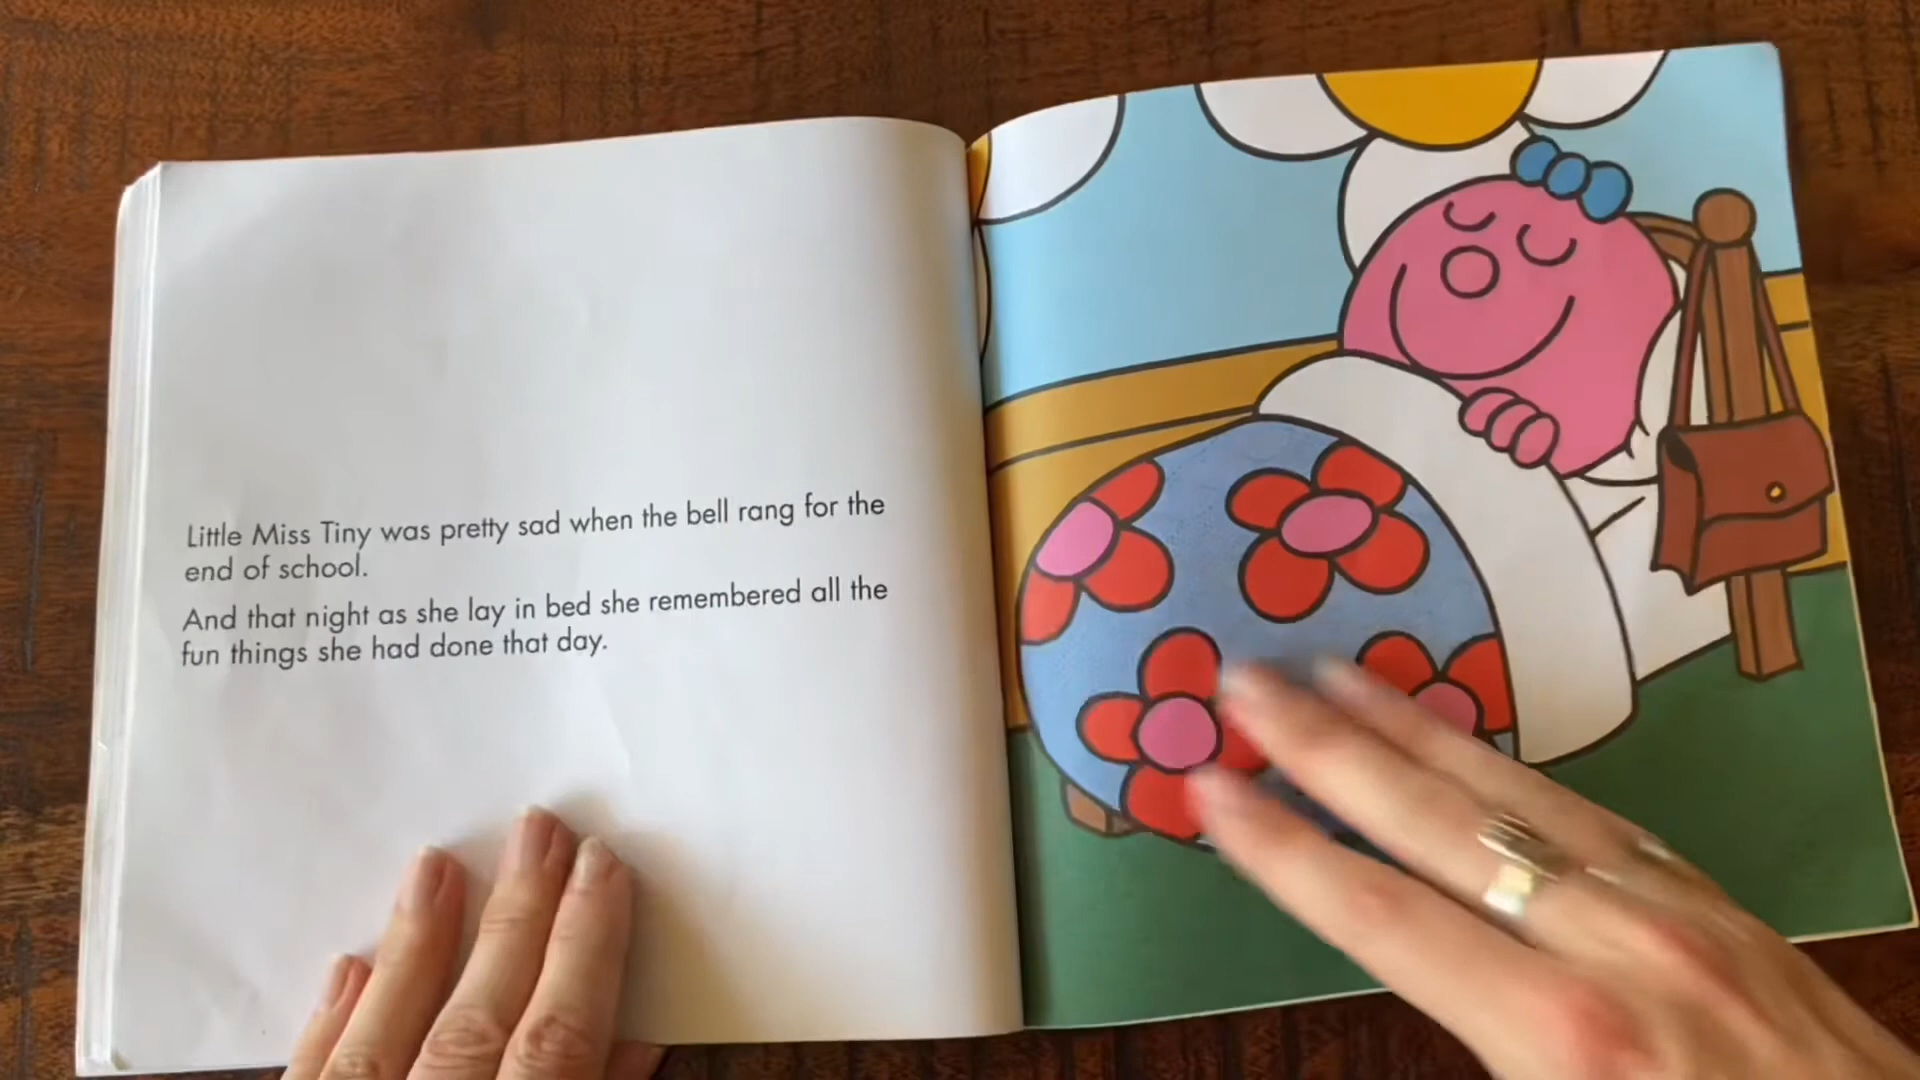 Little Miss Tiny was pretty sad when the bell rang for the
end of school.
And that night as she lay in bed she remembered all the
fun things she had done that day.